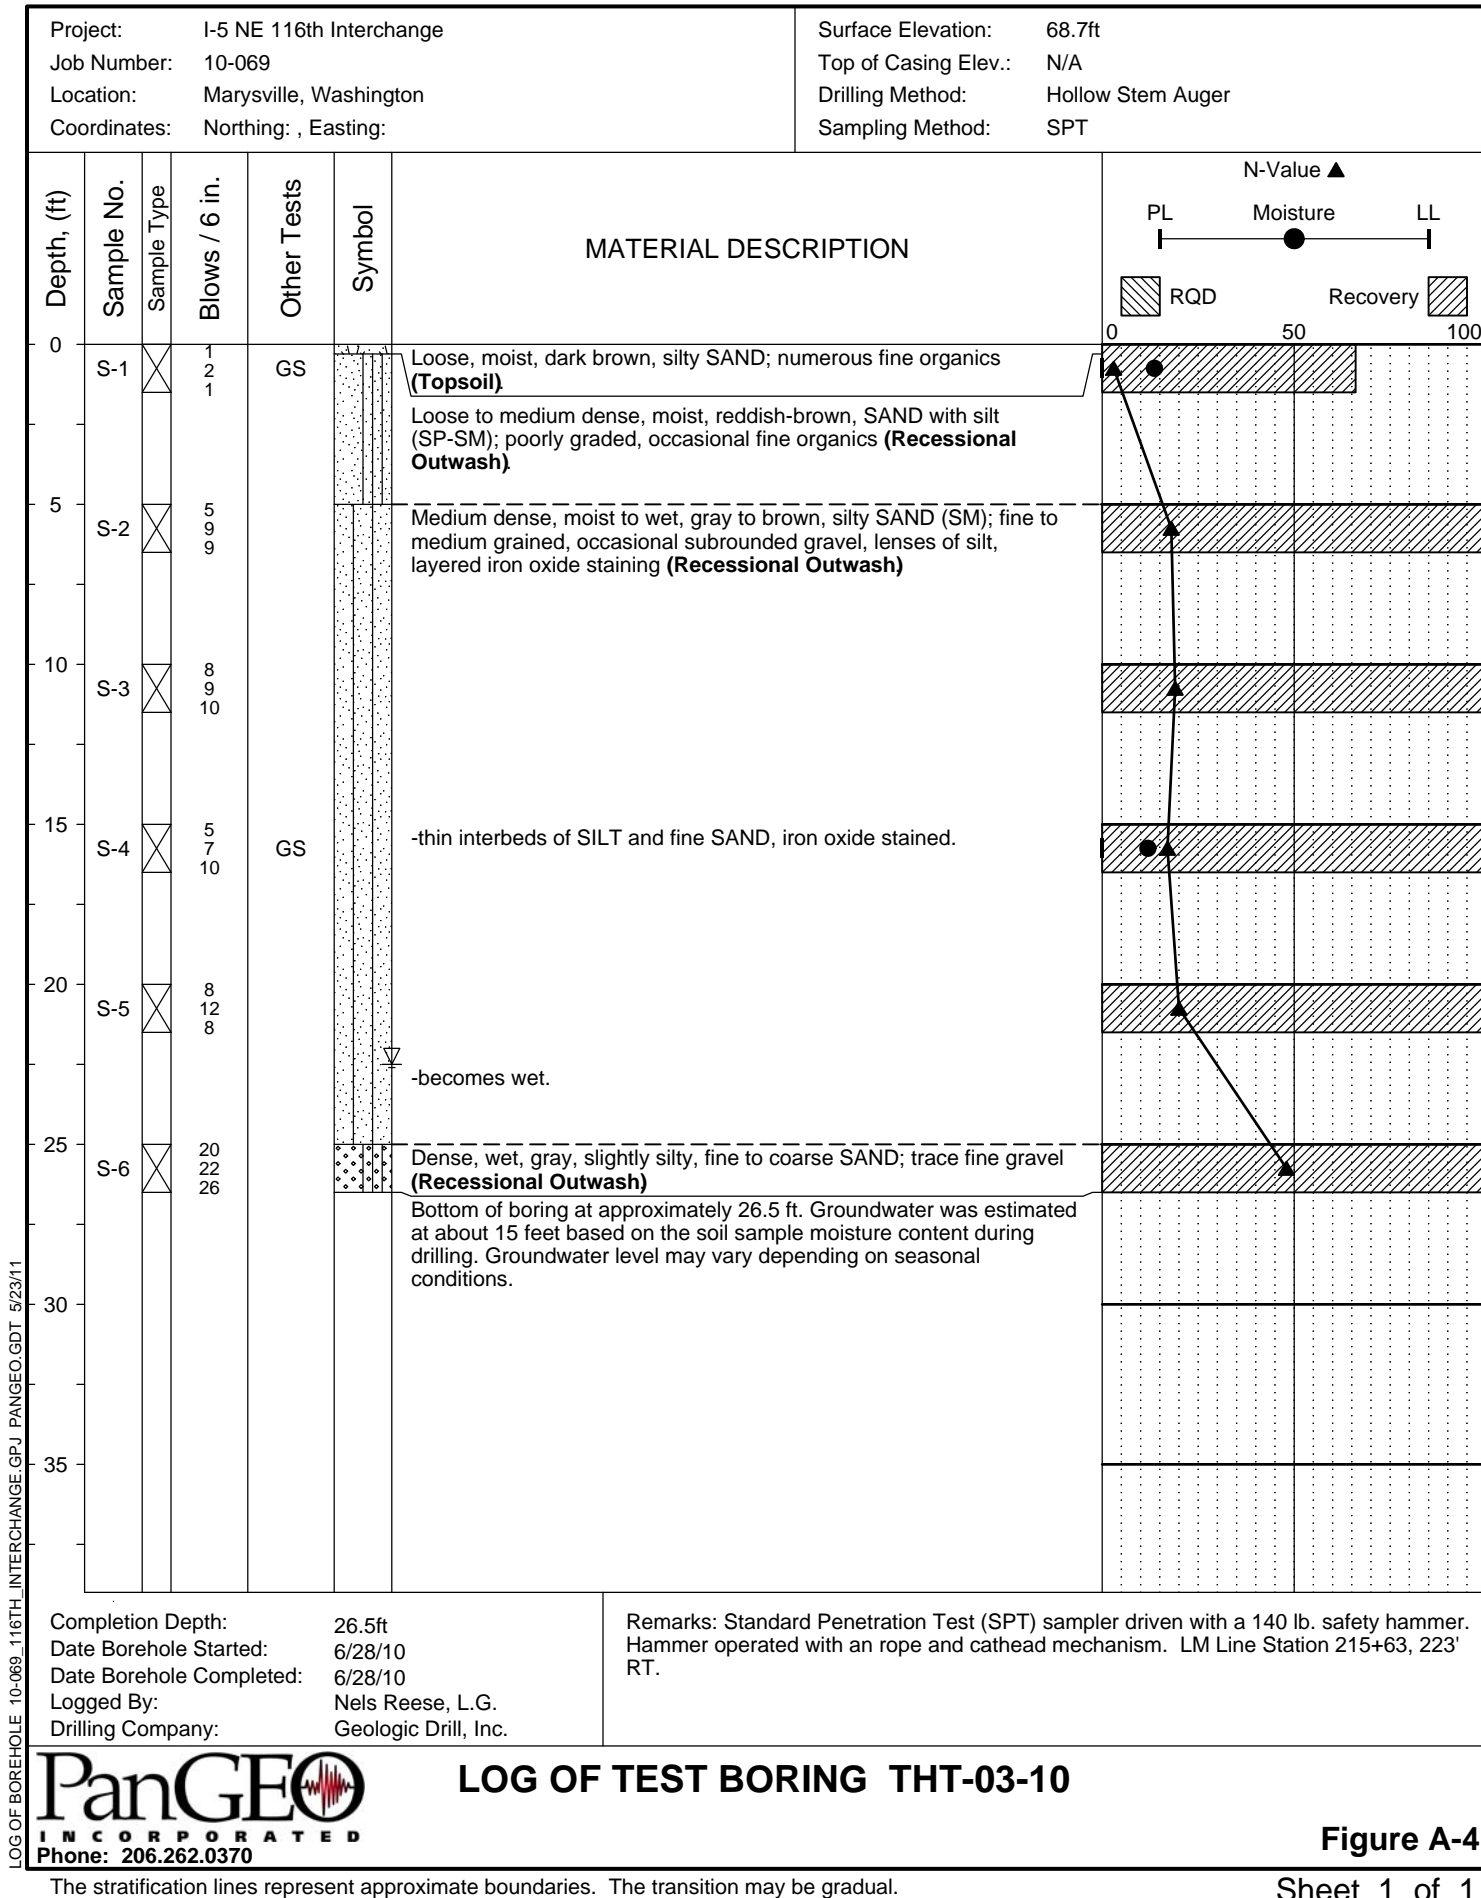 Project: I-5 NE 116th Interchange
Job Number: 10-069
Location: Marysville, Washington
Coordinates: Northing: , Easting:
Surface Elevation: 68.7ft
Top of Casing Elev.: N/A
Drilling Method: Hollow Stem Auger
Sampling Method: SPT
Depth, (ft)
Sample No.
Sample Type
Blows / 6 in.
Other Tests
Symbol
MATERIAL DESCRIPTION
N-Value
PL Moisture LL
RQD Recovery
0 50 100
0
S-1
1
2
1
GS
Loose, moist, dark brown, silty SAND; numerous fine organics
(Topsoil).
Loose to medium dense, moist, reddish-brown, SAND with silt
(SP-SM); poorly graded, occasional fine organics (Recessional
Outwash).
5
S-2
5
9
9
Medium dense, moist to wet, gray to brown, silty SAND (SM); fine to
medium grained, occasional subrounded gravel, lenses of silt,
layered iron oxide staining (Recessional Outwash)
10
S-3
8
9
10
15
S-4
5
7
10
GS
-thin interbeds of SILT and fine SAND, iron oxide stained.
20
S-5
8
12
8
-becomes wet.
25
S-6
20
22
26
Dense, wet, gray, slightly silty, fine to coarse SAND; trace fine gravel
(Recessional Outwash)
Bottom of boring at approximately 26.5 ft. Groundwater was estimated
at about 15 feet based on the soil sample moisture content during
drilling. Groundwater level may vary depending on seasonal
conditions.
30
35
Completion Depth: 26.5ft
Date Borehole Started: 6/28/10
Date Borehole Completed: 6/28/10
Logged By: Nels Reese, L.G.
Drilling Company: Geologic Drill, Inc.
Remarks: Standard Penetration Test (SPT) sampler driven with a 140 lb. safety hammer.
Hammer operated with an rope and cathead mechanism. LM Line Station 215+63, 223'
RT.
PanGEO
INCORPORATED
Phone: 206.262.0370
LOG OF TEST BORING THT-03-10
Figure A-4
The stratification lines represent approximate boundaries. The transition may be gradual.
Sheet 1 of 1
LOG OF BOREHOLE 10-069_116TH_INTERCHANGE.GPJ PANGEO.GDT 5/23/11